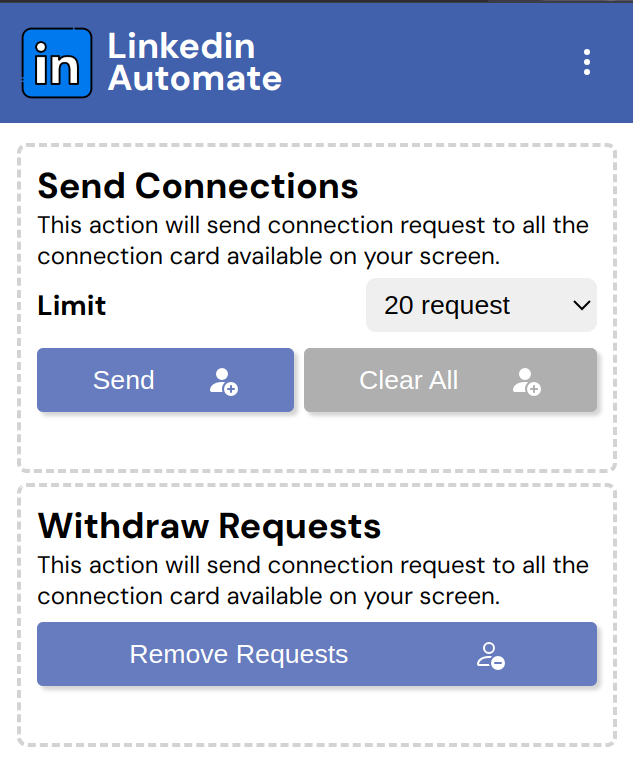 in
Linkedin
Automate
Send Connections
This action will send connection request to all the
connection card available on your screen.
Limit
20 request
Send
Clear All
Withdraw Requests
This action will send connection request to all the
connection card available on your screen.
Remove Requests